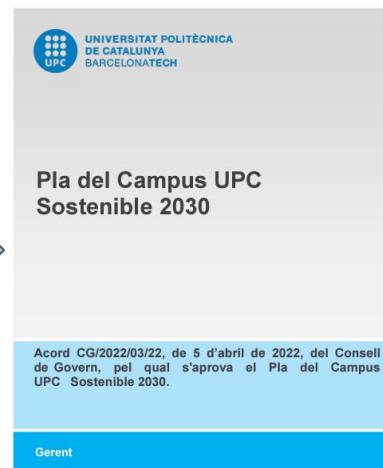 UPC
UNIVERSITAT POLITÈCNICA
DE CATALUNYA
BARCELONATECH
Pla del Campus UPC
Sostenible 2030
Acord CG/2022/03/22, de 5 d'abril de 2022, del Consell
de Govern, pel qual s'aprova el Pla del Campus
UPC Sostenible 2030.
Gerent